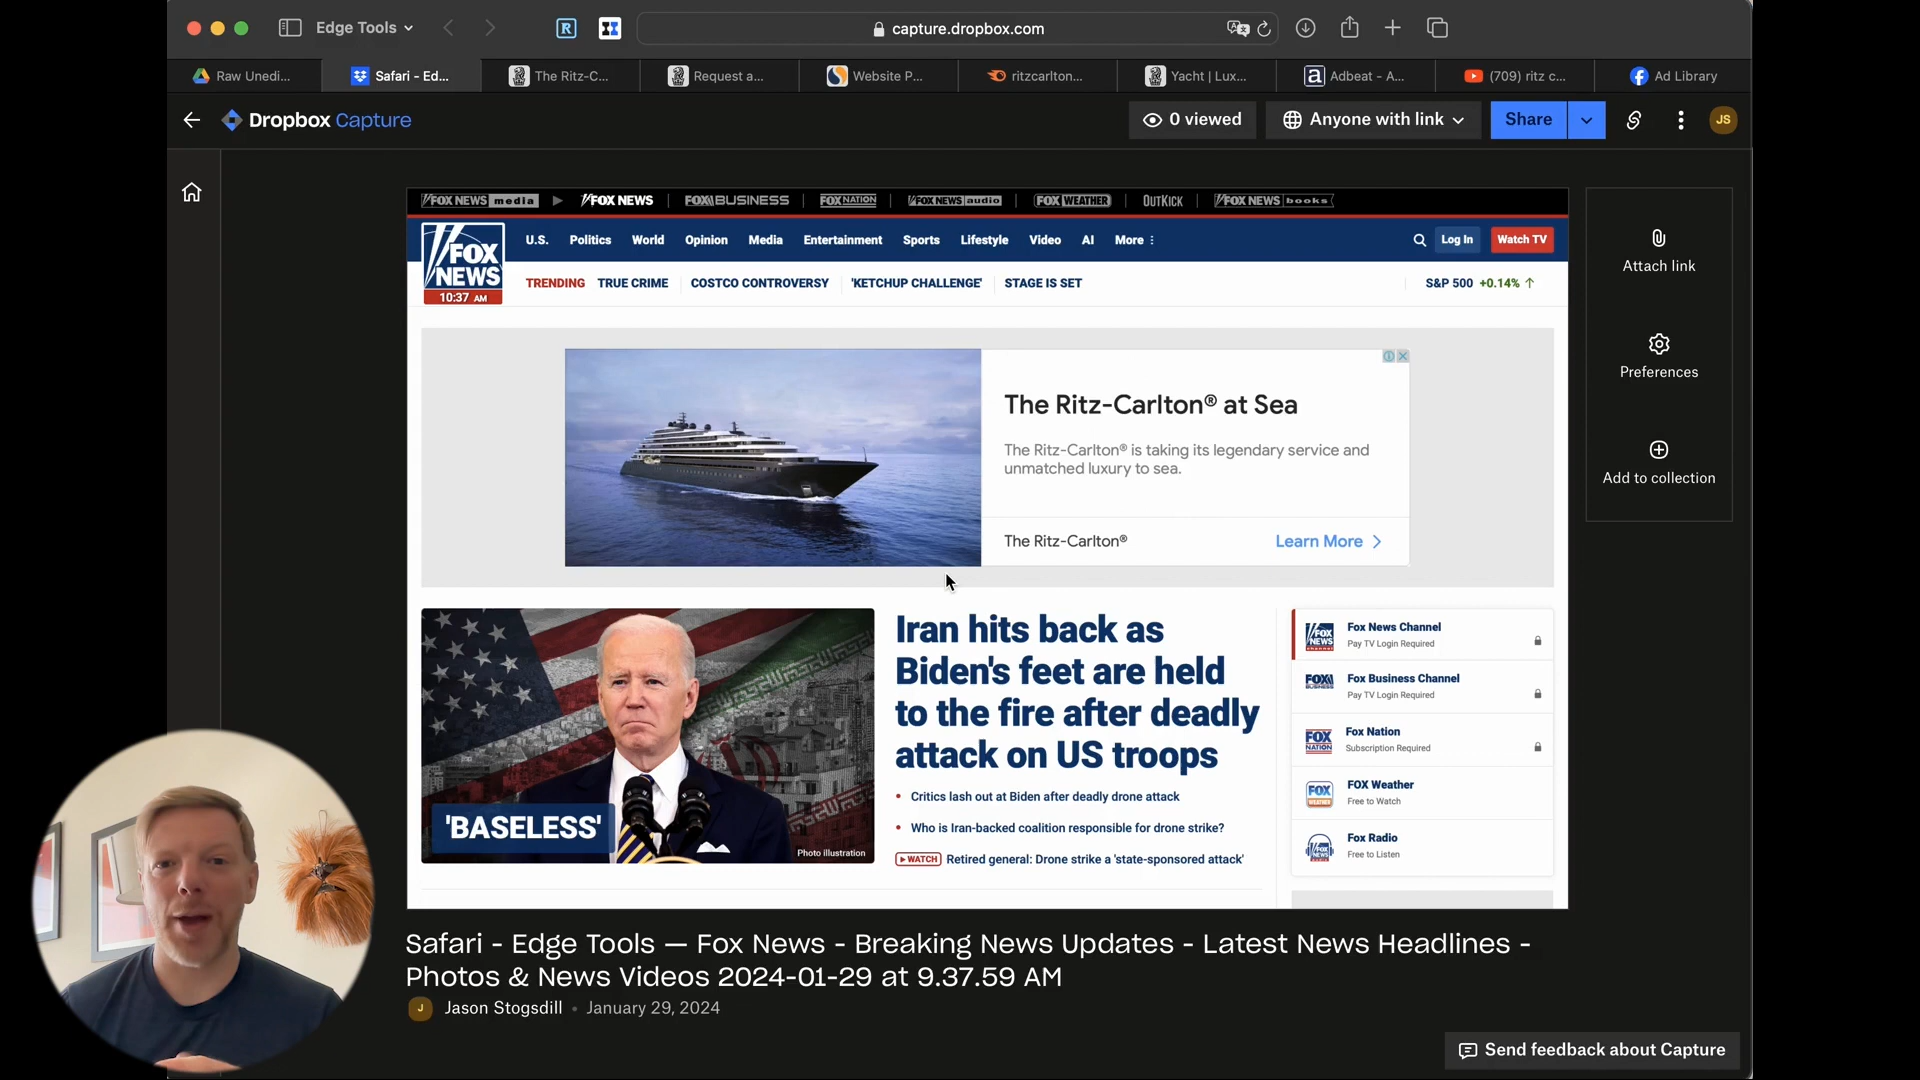 Edge Tools
capture.dropbox.com
Raw Unedi...
Safari - Ed...
The Ritz-C...
Request a...
Website P...
ritzcarlton...
Yacht | Lux...
Adbeat - A...
(709) ritz c...
Ad Library
Dropbox Capture
0 viewed
Anyone with link
Share
JS
FOX NEWS media
FOX NEWS
FOX BUSINESS
FOX NATION
FOX NEWS audio
FOX WEATHER
OUTKICK
FOX NEWS books
FOX NEWS
10:37 AM
U.S. Politics World Opinion Media Entertainment Sports Lifestyle Video AI More
Log In
Watch TV
TRENDING TRUE CRIME COSTCO CONTROVERSY 'KETCHUP CHALLENGE' STAGE IS SET
S&P 500 +0.14% ↑
Attach link
Preferences
Add to collection
The Ritz-Carlton® at Sea
The Ritz-Carlton® is taking its legendary service and
unmatched luxury to sea.
The Ritz-Carlton®
Learn More
'BASELESS'
Photo illustration
Iran hits back as
Biden's feet are held
to the fire after deadly
attack on US troops
• Critics lash out at Biden after deadly drone attack
• Who is Iran-backed coalition responsible for drone strike?
WATCH Retired general: Drone strike a 'state-sponsored attack'
FOX NEWS channel
Fox News Channel
Pay TV Login Required
FOX BUSINESS
Fox Business Channel
Pay TV Login Required
FOX NATION
Fox Nation
Subscription Required
FOX WEATHER
FOX Weather
Free to Watch
Fox Radio
Free to Listen
Safari - Edge Tools — Fox News - Breaking News Updates - Latest News Headlines -
Photos & News Videos 2024-01-29 at 9.37.59 AM
J
Jason Stogsdill • January 29, 2024
Send feedback about Capture